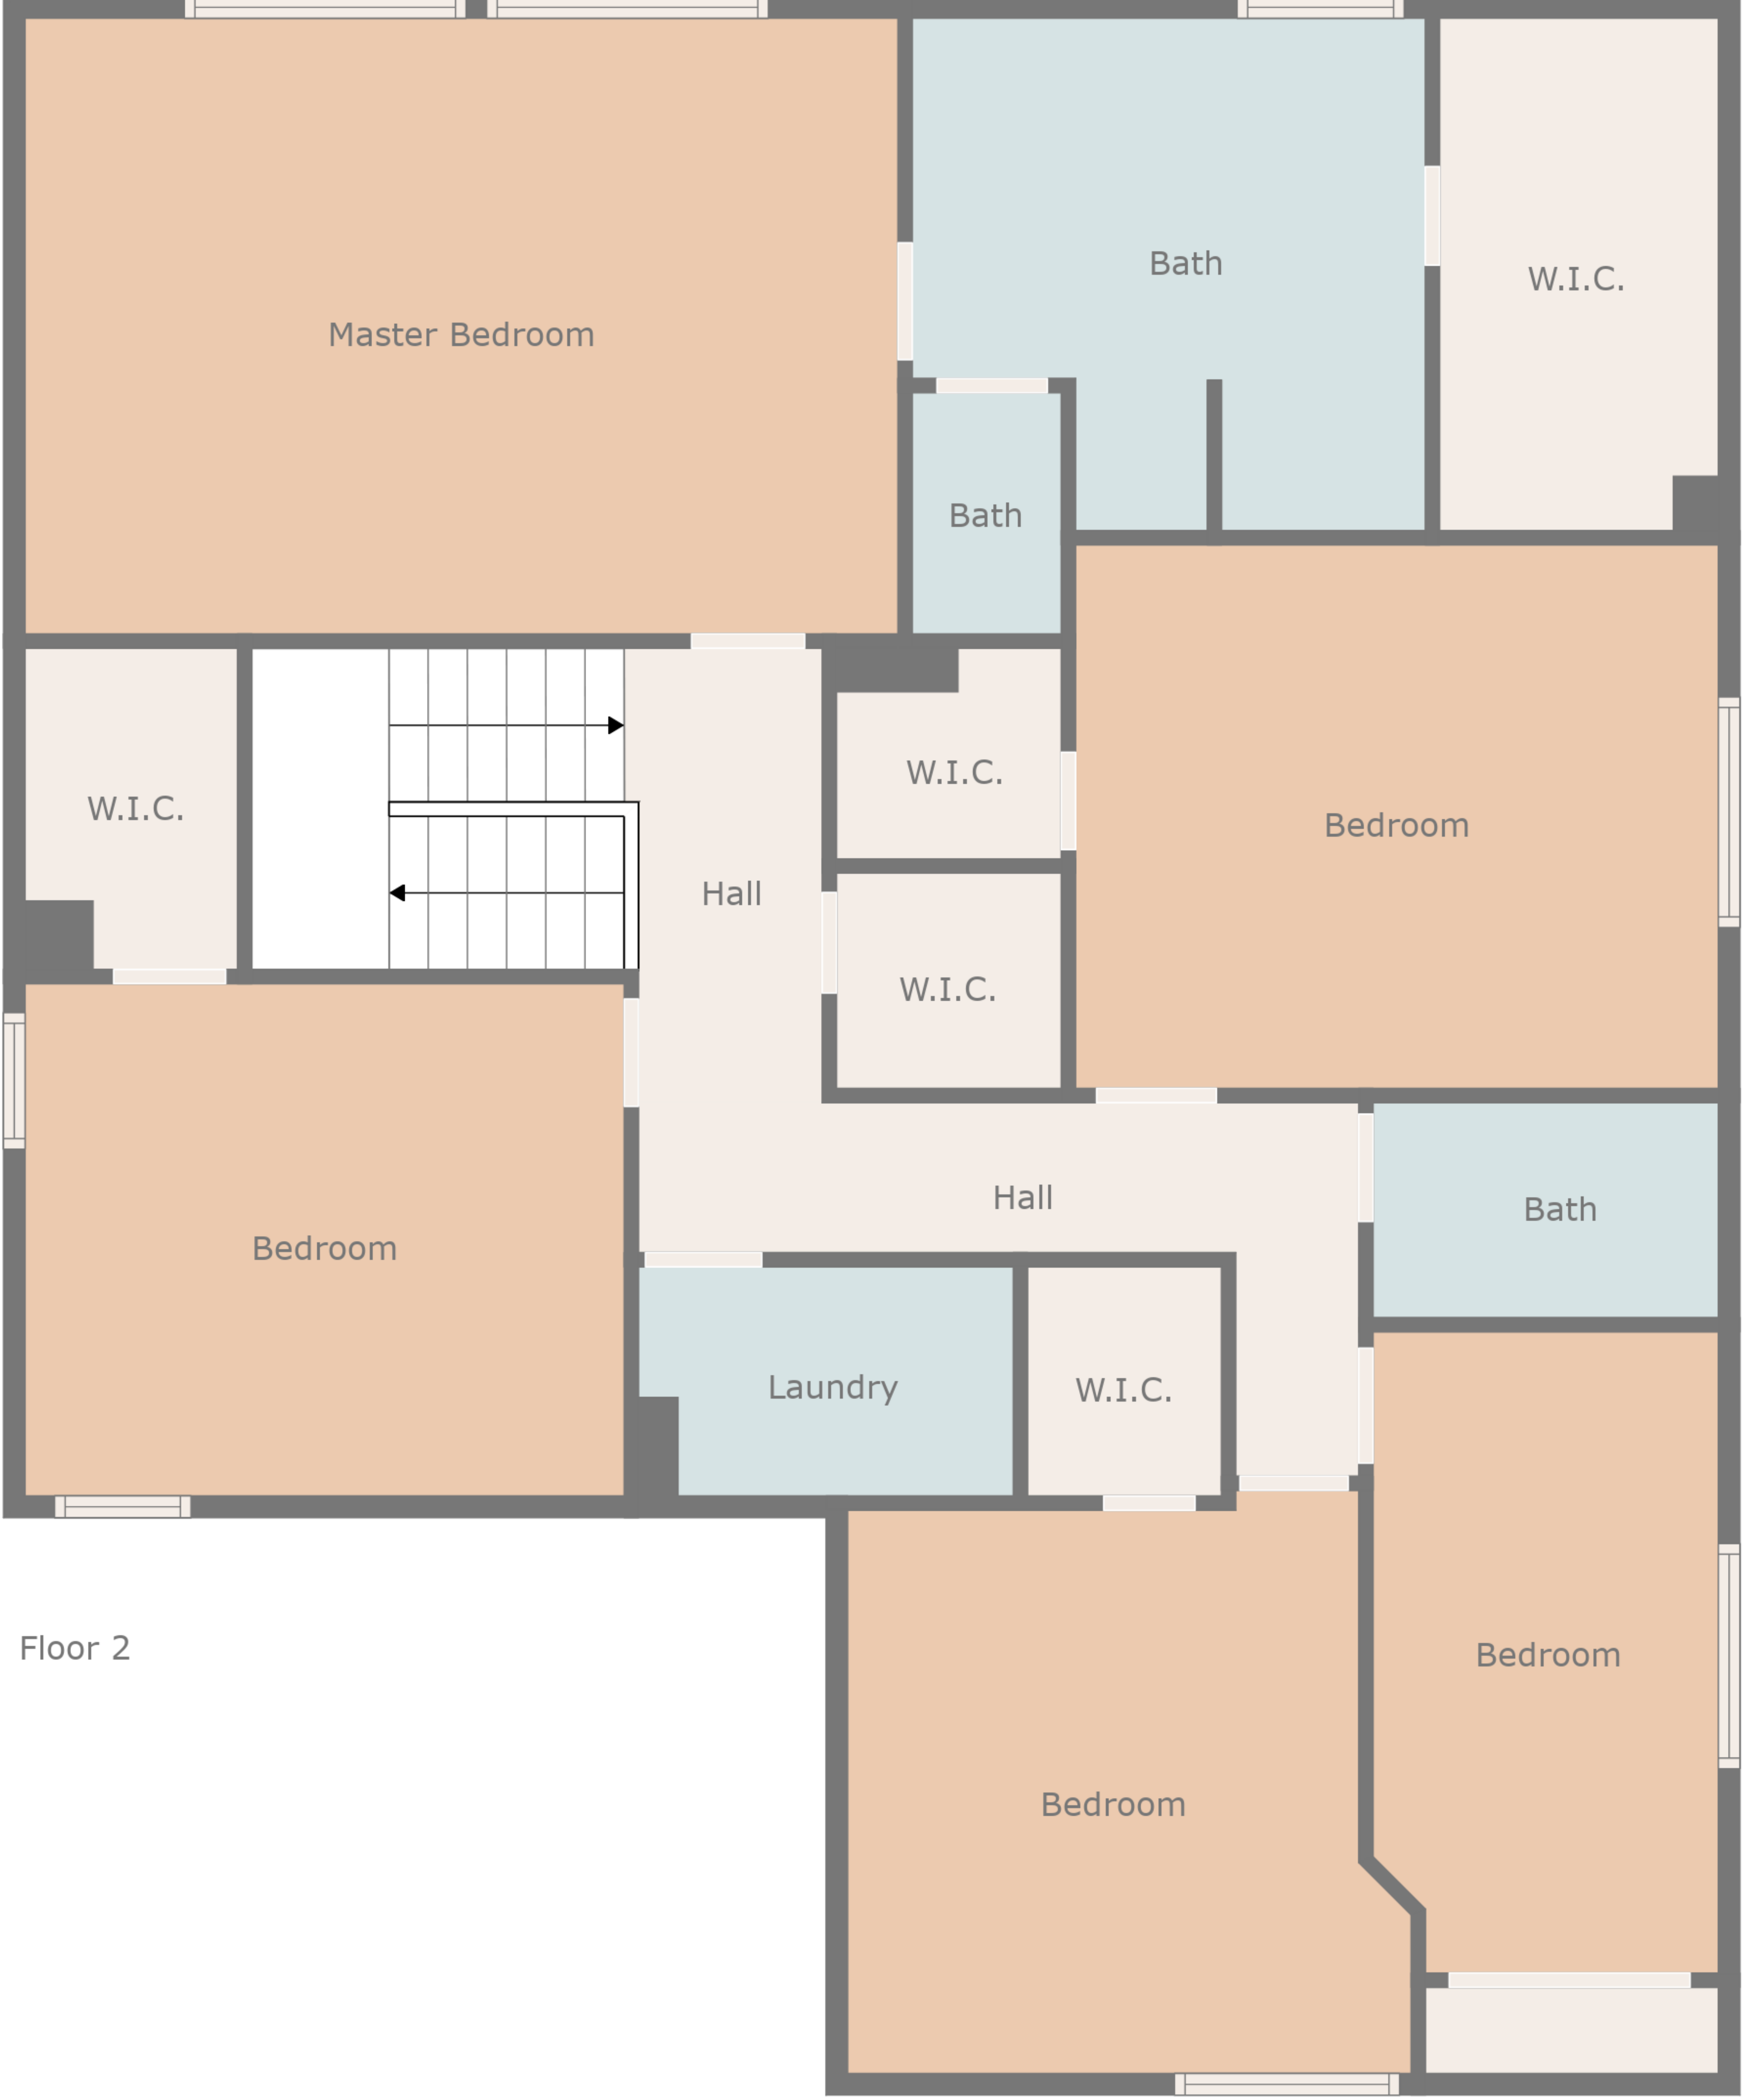 Bath
W.I.C.
Master Bedroom
Bath
W.I.C.
W.I.C.
Bedroom
Hall
W.I.C.
Hall
Bath
Bedroom
Laundry
W.I.C.
Floor 2
Bedroom
Bedroom